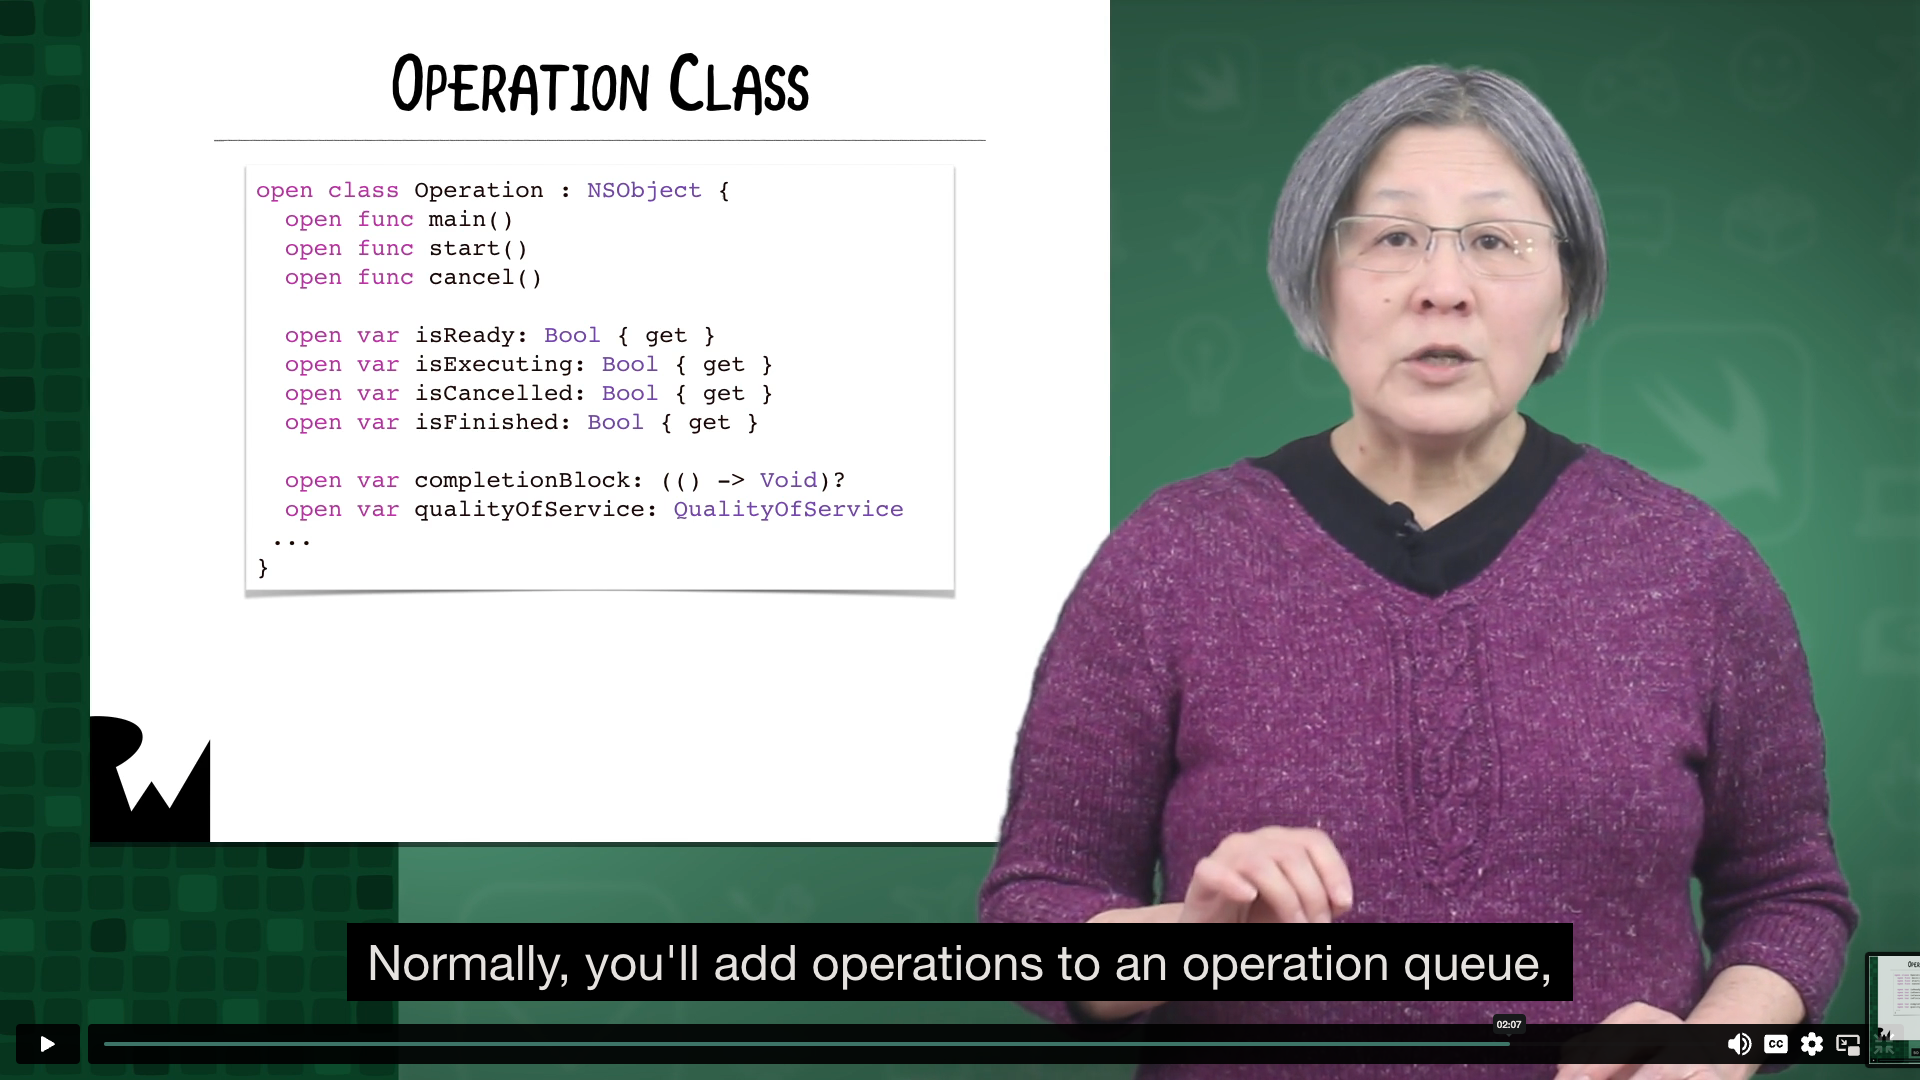 OPERATION CLASS
open class Operation : NSObject {
open func main()
open func start()
open func cancel()
open var isReady: Bool { get }
open var isExecuting: Bool { get }
open var isCancelled: Bool { get }
open var isFinished: Bool { get }
open var completionBlock: (() -> Void)?
open var qualityOfService: QualityOfService
...
}
RW
Normally, you'll add operations to an operation queue,
02:07
CC